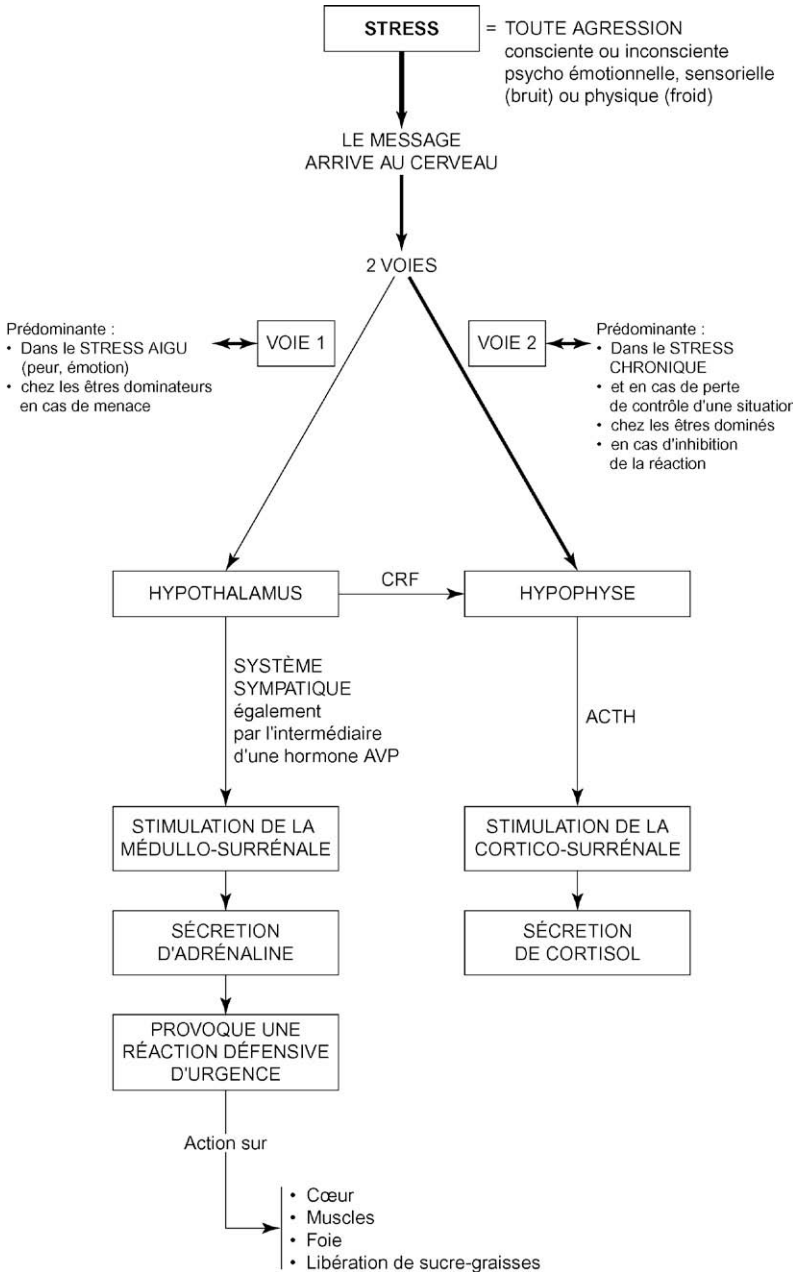 STRESS
= TOUTE AGRESSION
consciente ou inconsciente
psycho émotionnelle, sensorielle
(bruit) ou physique (froid)
LE MESSAGE
ARRIVE AU CERVEAU
2 VOIES
Prédominante :
• Dans le STRESS AIGU
(peur, émotion)
• chez les êtres dominateurs
en cas de menace
VOIE 1
VOIE 2
Prédominante :
• Dans le STRESS
CHRONIQUE
• et en cas de perte
de contrôle d'une situation
• chez les êtres dominés
• en cas d'inhibition
de la réaction
HYPOTHALAMUS
CRF
HYPOPHYSE
SYSTÈME
SYMPATIQUE
également
par l'intermédiaire
d'une hormone AVP
ACTH
STIMULATION DE LA
MÉDULLO-SURRÉNALE
STIMULATION DE LA
CORTICO-SURRÉNALE
SÉCRETION
D'ADRÉNALINE
SÉCRETION
DE CORTISOL
PROVOQUE UNE
RÉACTION DÉFENSIVE
D'URGENCE
Action sur
• Cœur
• Muscles
• Foie
• Libération de sucre-graisses